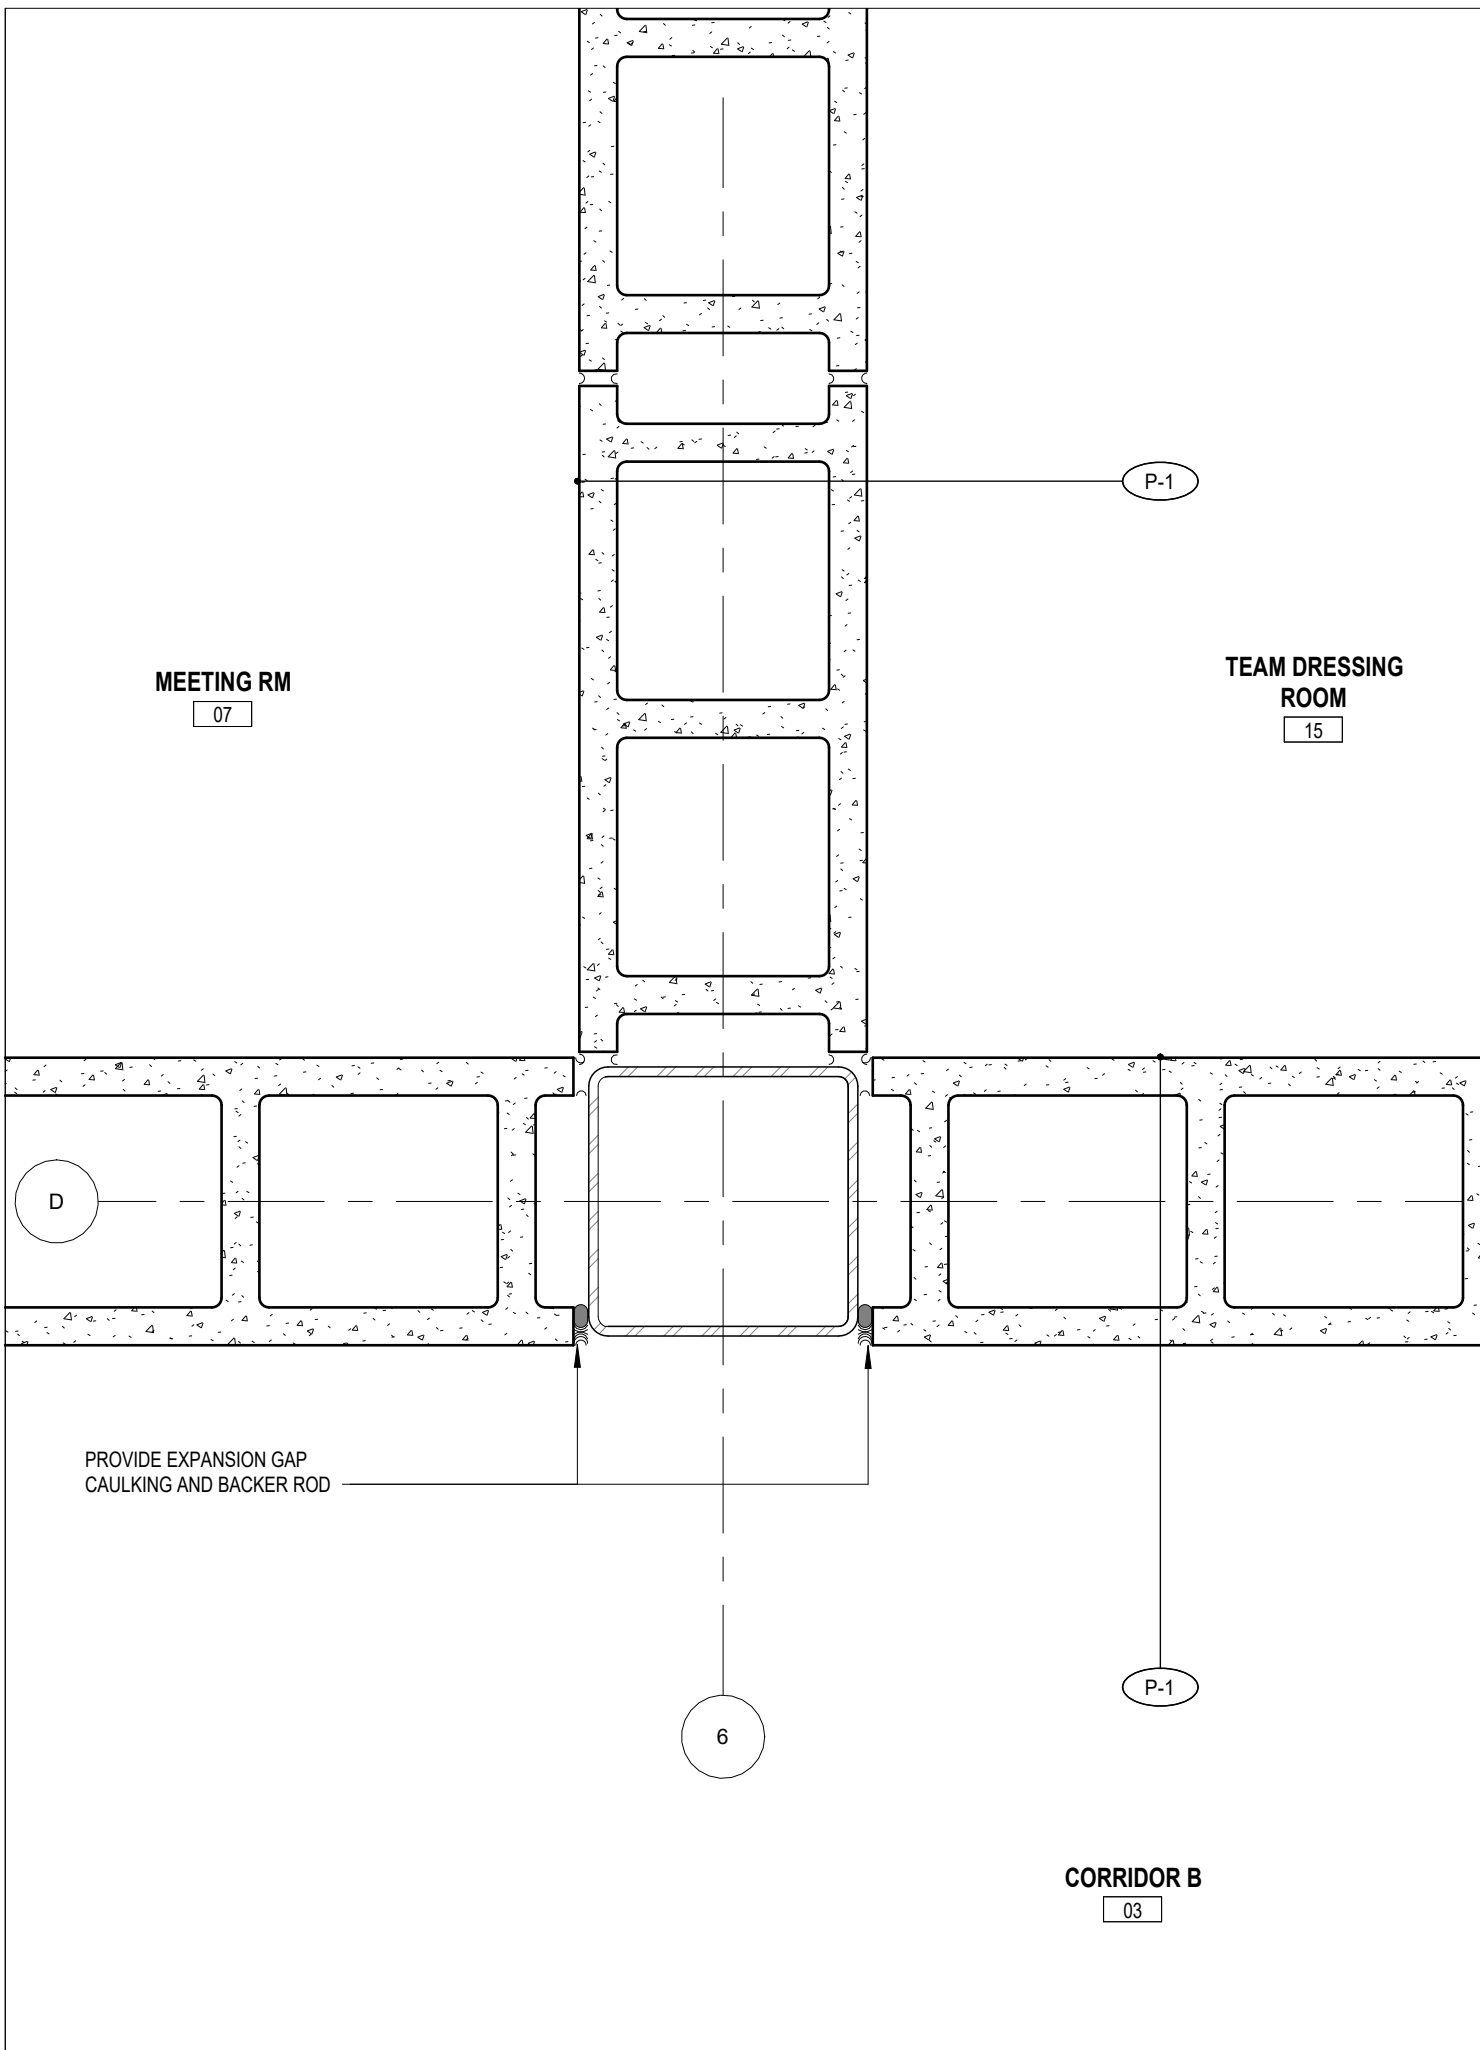 P-1
MEETING RM
07
TEAM DRESSING
ROOM
15
D
PROVIDE EXPANSION GAP
CAULKING AND BACKER ROD
P-1
6
CORRIDOR B
03